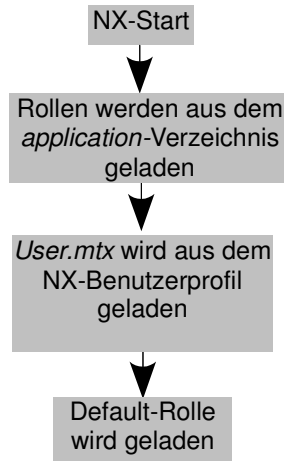 NX-Start
Rollen werden aus dem
application-Verzeichnis
geladen
User.mtx wird aus dem
NX-Benutzerprofil
geladen
Default-Rolle
wird geladen